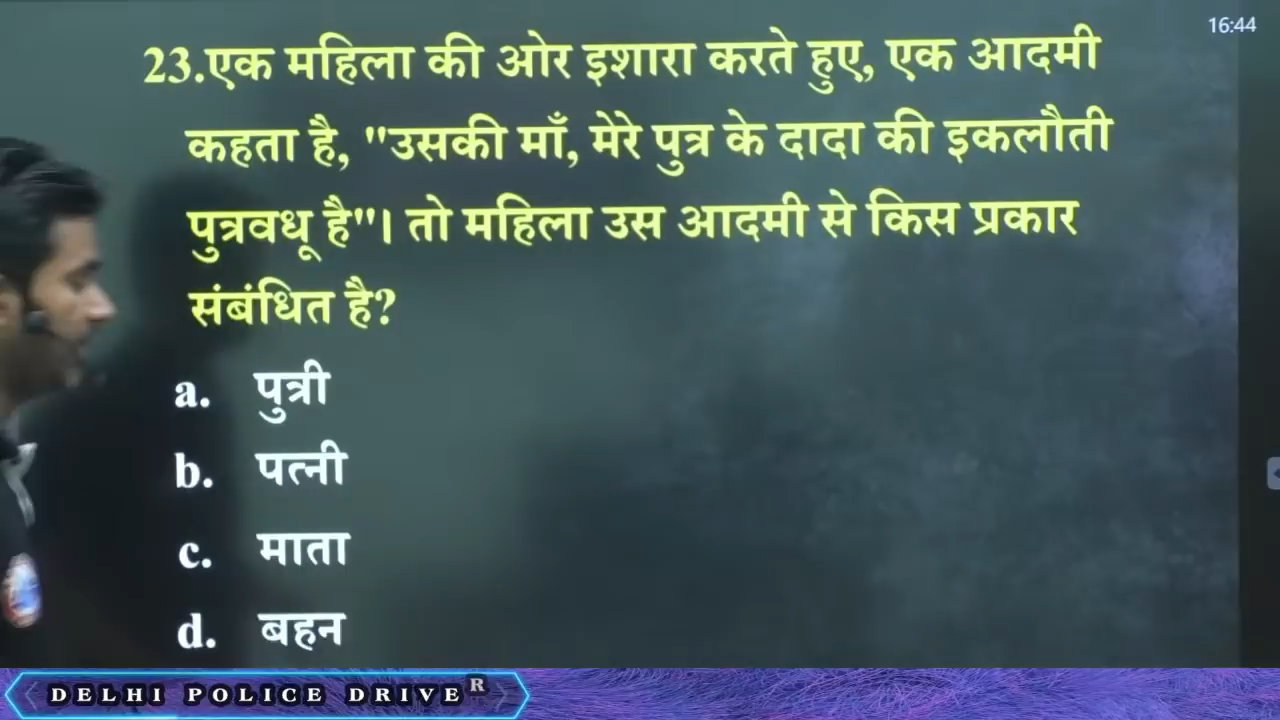 16:44
23.एक महिला की ओर इशारा करते हुए, एक आदमी
कहता है, "उसकी माँ, मेरे पुत्र के दादा की इकलौती
पुत्रवधू है"। तो महिला उस आदमी से किस प्रकार
संबंधित है?
a. पुत्री
b. पत्नी
c. माता
d. बहन
DELHI POLICE DRIVE R